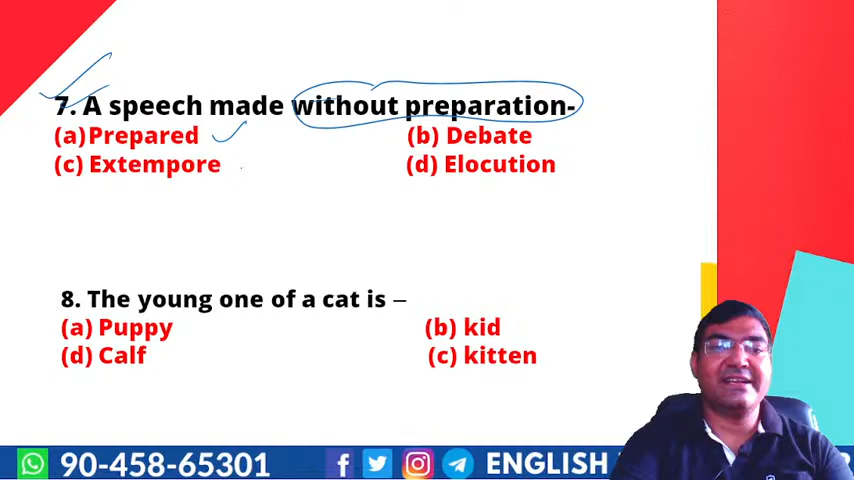 7. A speech made without preparation-
(a)Prepared (b) Debate
(c) Extempore (d) Elocution
8. The young one of a cat is –
(a) Puppy (b) kid
(d) Calf (c) kitten
90-458-65301 ENGLISH